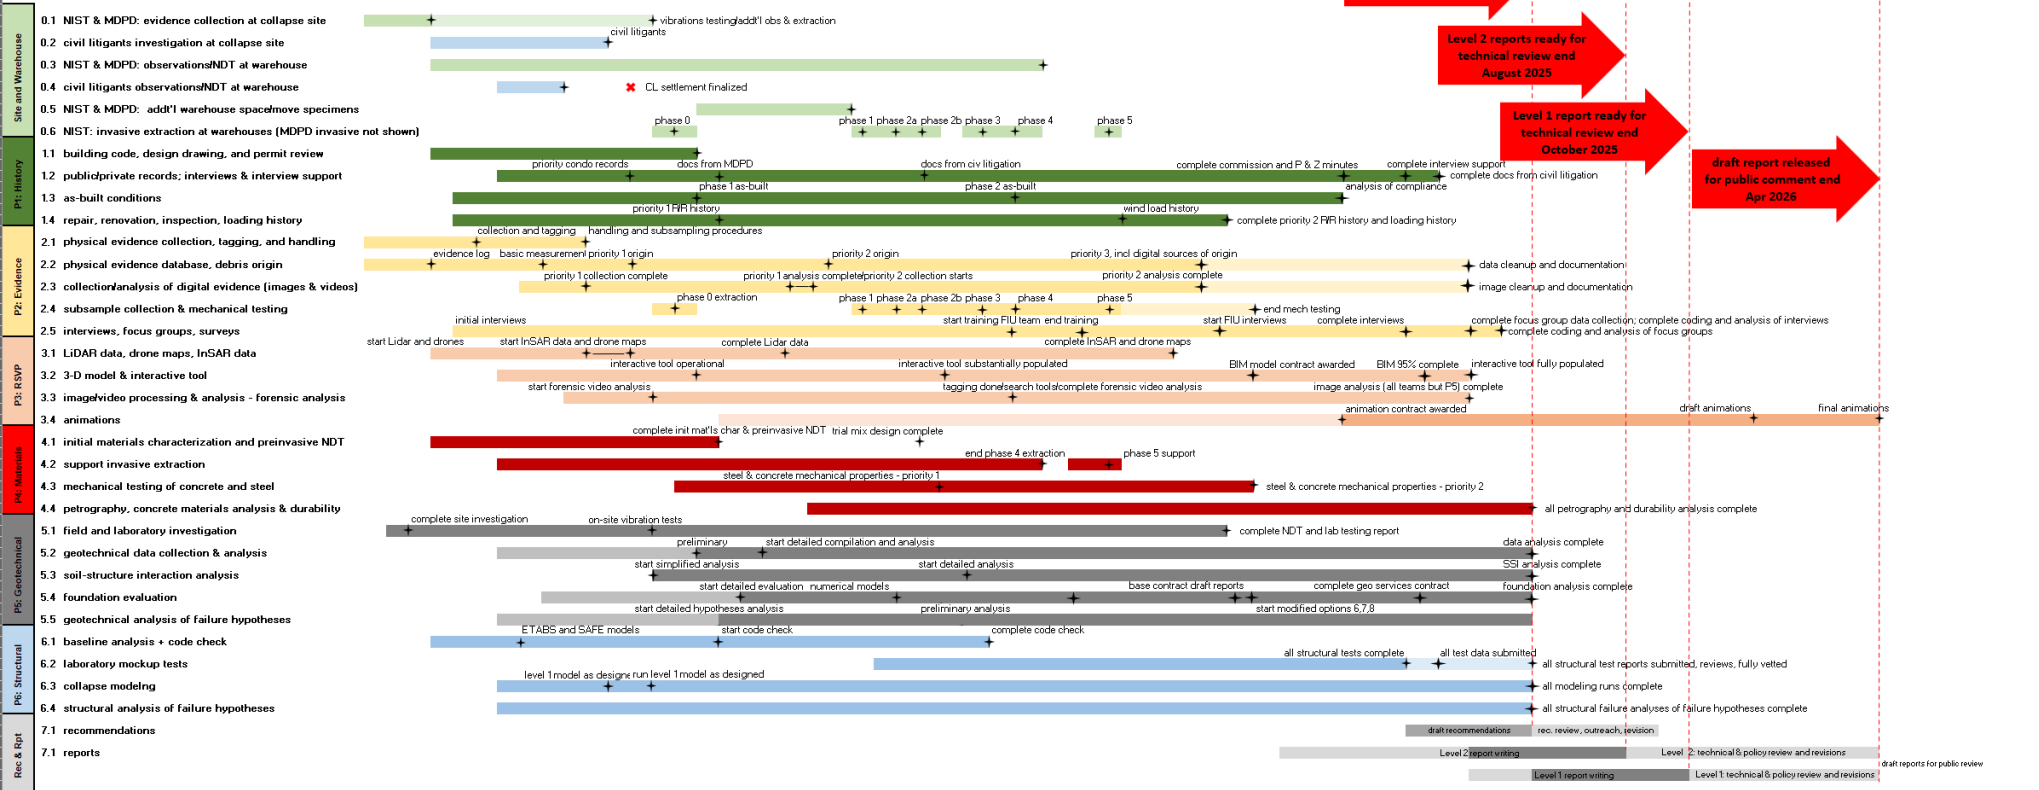 Site and Warehouse
0.1 NIST & MDPD: evidence collection at collapse site
vibrations testing/addt'l obs & extraction
0.2 civil litigants investigation at collapse site
civil litigants
0.3 NIST & MDPD: observations/NDT at warehouse
0.4 civil litigants observations/NDT at warehouse
CL settlement finalized
0.5 NIST & MDPD: addt'l warehouse space/move specimens
0.6 NIST: invasive extraction at warehouses (MDPD invasive not shown)
phase 0 phase 1 phase 2a phase 2b phase 3 phase 4 phase 5
Level 2 reports ready for
technical review end
August 2025
Level 1 report ready for
technical review end
October 2025
draft report released
for public comment end
Apr 2026
P1: History
1.1 building code, design drawing, and permit review
1.2 public/private records; interviews & interview support
priority condo records docs from MDPD docs from civ litigation complete commission and P & Z minutes complete interview support
complete docs from civil litigation
1.3 as-built conditions
phase 1 as-built phase 2 as-built analysis of compliance
1.4 repair, renovation, inspection, loading history
priority 1 R/R history wind load history
complete priority 2 R/R history and loading history
P2: Evidence
2.1 physical evidence collection, tagging, and handling
collection and tagging handling and subsampling procedures
2.2 physical evidence database, debris origin
evidence log basic measurement priority 1 origin priority 2 origin priority 3, incl digital sources of origin
data cleanup and documentation
2.3 collection/analysis of digital evidence (images & videos)
priority 1 collection complete priority 1 analysis complete/priority 2 collection starts priority 2 analysis complete
image cleanup and documentation
2.4 subsample collection & mechanical testing
phase 0 extraction phase 1 phase 2a phase 2b phase 3 phase 4 phase 5
end mech testing
2.5 interviews, focus groups, surveys
initial interviews start training FIU team end training start FIU interviews complete interviews complete focus group data collection; complete coding and analysis of interviews
complete coding and analysis of focus groups
P3: RSVP
3.1 LiDAR data, drone maps, InSAR data
start Lidar and drones start InSAR data and drone maps complete Lidar data complete InSAR and drone maps
3.2 3-D model & interactive tool
interactive tool operational interactive tool substantially populated BIM model contract awarded BIM 95% complete interactive tool fully populated
3.3 image/video processing & analysis - forensic analysis
start forensic video analysis tagging done/search tools/complete forensic video analysis image analysis (all teams but P5) complete
3.4 animations
animation contract awarded draft animations final animations
P4: Materials
4.1 initial materials characterization and preinvasive NDT
complete init mat'ls char & preinvasive NDT trial mix design complete
4.2 support invasive extraction
end phase 4 extraction phase 5 support
4.3 mechanical testing of concrete and steel
steel & concrete mechanical properties - priority 1
steel & concrete mechanical properties - priority 2
4.4 petrography, concrete materials analysis & durability
all petrography and durability analysis complete
P5: Geotechnical
5.1 field and laboratory investigation
complete site investigation on-site vibration tests
complete NDT and lab testing report
5.2 geotechnical data collection & analysis
preliminary start detailed compilation and analysis data analysis complete
5.3 soil-structure interaction analysis
start simplified analysis start detailed analysis SSI analysis complete
5.4 foundation evaluation
start detailed evaluation numerical models base contract draft reports complete geo services contract foundation analysis complete
5.5 geotechnical analysis of failure hypotheses
start detailed hypotheses analysis preliminary analysis start modified options 6,7,8
P6: Structural
6.1 baseline analysis + code check
ETABS and SAFE models start code check complete code check
6.2 laboratory mockup tests
all structural tests complete all test data submitted
all structural test reports submitted, reviews, fully vetted
6.3 collapse modelng
level 1 model as designe run level 1 model as designed
all modeling runs complete
6.4 structural analysis of failure hypotheses
all structural failure analyses of failure hypotheses complete
Rec & Rpt
7.1 recommendations
draft recommendations rec. review, outreach, revision
7.1 reports
Level 2 report writing Level 2: technical & policy review and revisions
draft reports for public review
Level 1 report writing Level 1: technical & policy review and revisions